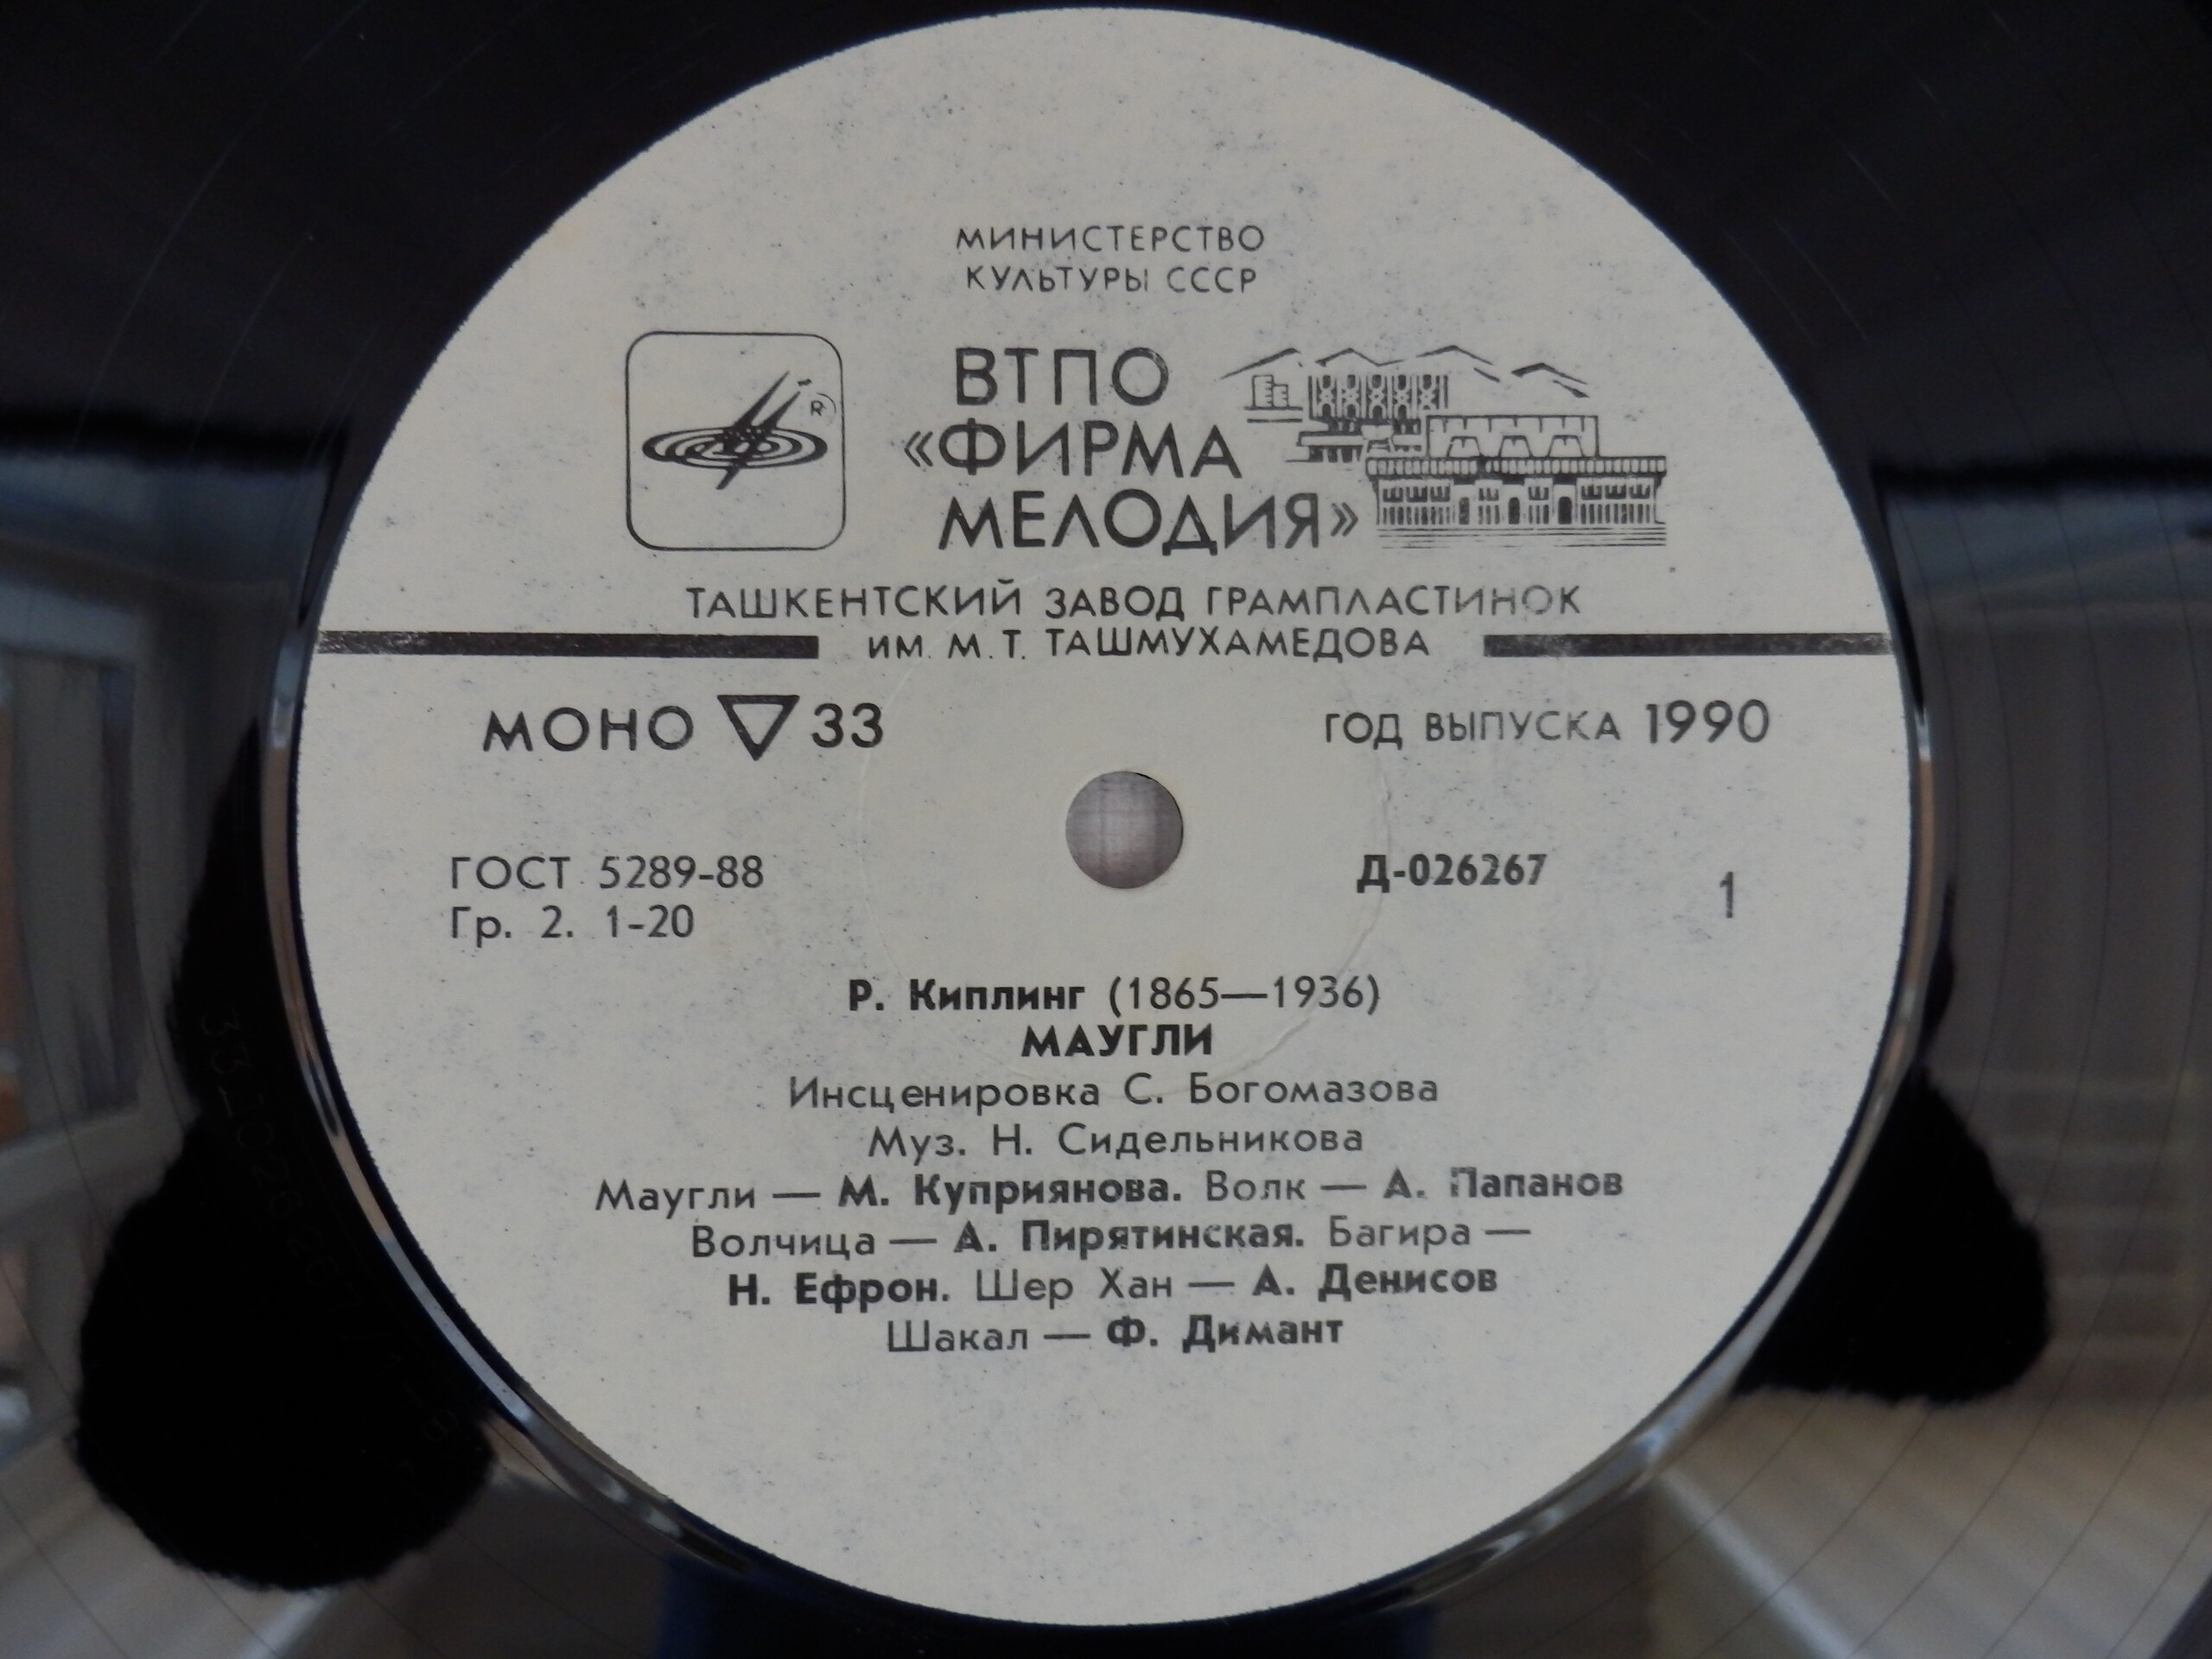 МИНИСТЕРСТВО
КУЛЬТУРЫ СССР
ВТПО
«ФИРМА
МЕЛОДИЯ»
R
ТАШКЕНТСКИЙ ЗАВОД ГРАМПЛАСТИНОК
ИМ. М.Т. ТАШМУХАМЕДОВА
МОНО 33
ГОД ВЫПУСКА 1990
ГОСТ 5289-88
Гр. 2. 1-20
Д-026267
1
Р. Киплинг (1865—1936)
МАУГЛИ
Инсценировка С. Богомазова
Муз. Н. Сидельникова
Маугли — М. Куприянова. Волк — А. Папанов
Волчица — А. Пирятинская. Багира —
Н. Ефрон. Шер Хан — А. Денисов
Шакал — Ф. Димант